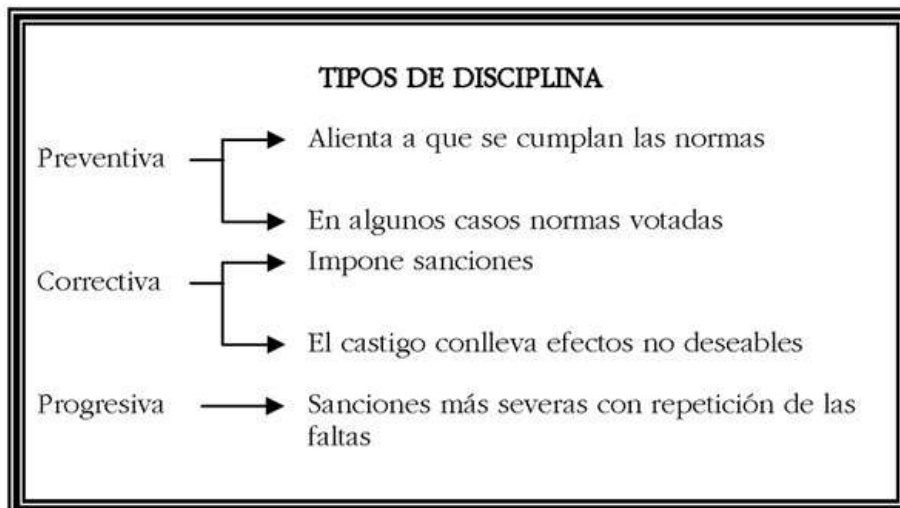 TIPOS DE DISCIPLINA
Preventiva
Alienta a que se cumplan las normas
En algunos casos normas votadas
Correctiva
Impone sanciones
El castigo conlleva efectos no deseables
Progresiva
Sanciones más severas con repetición de las
faltas